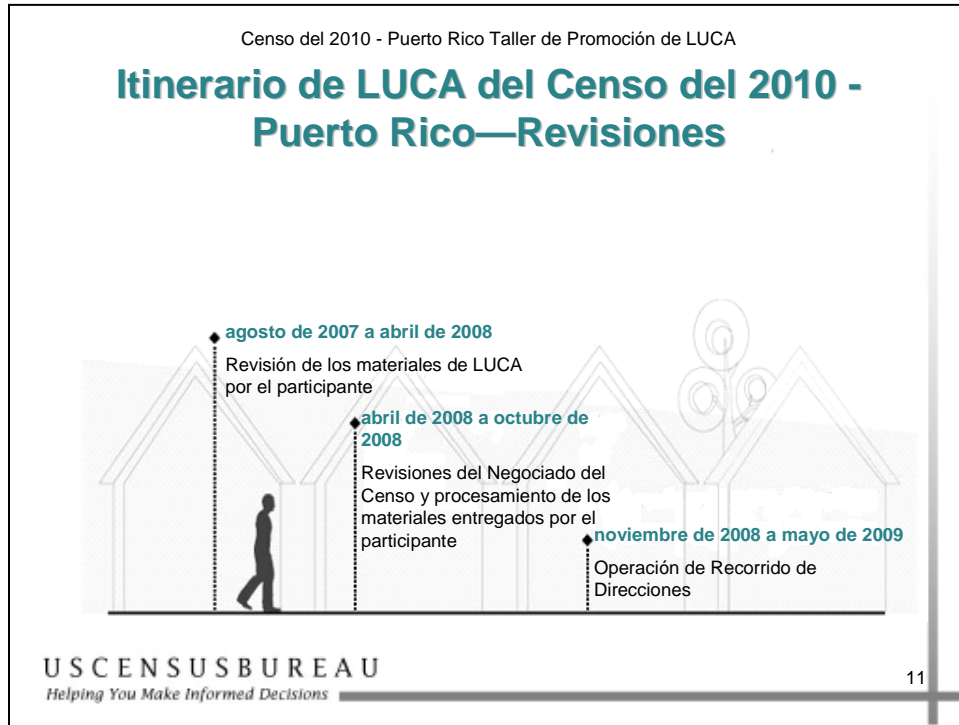 Censo del 2010 - Puerto Rico Taller de Promoción de LUCA
Itinerario de LUCA del Censo del 2010 -
Puerto Rico—Revisiones
agosto de 2007 a abril de 2008
Revisión de los materiales de LUCA
por el participante
abril de 2008 a octubre de
2008
Revisiones del Negociado del
Censo y procesamiento de los
materiales entregados por el
participante
noviembre de 2008 a mayo de 2009
Operación de Recorrido de
Direcciones
USCENSUSBUREAU
Helping You Make Informed Decisions
11